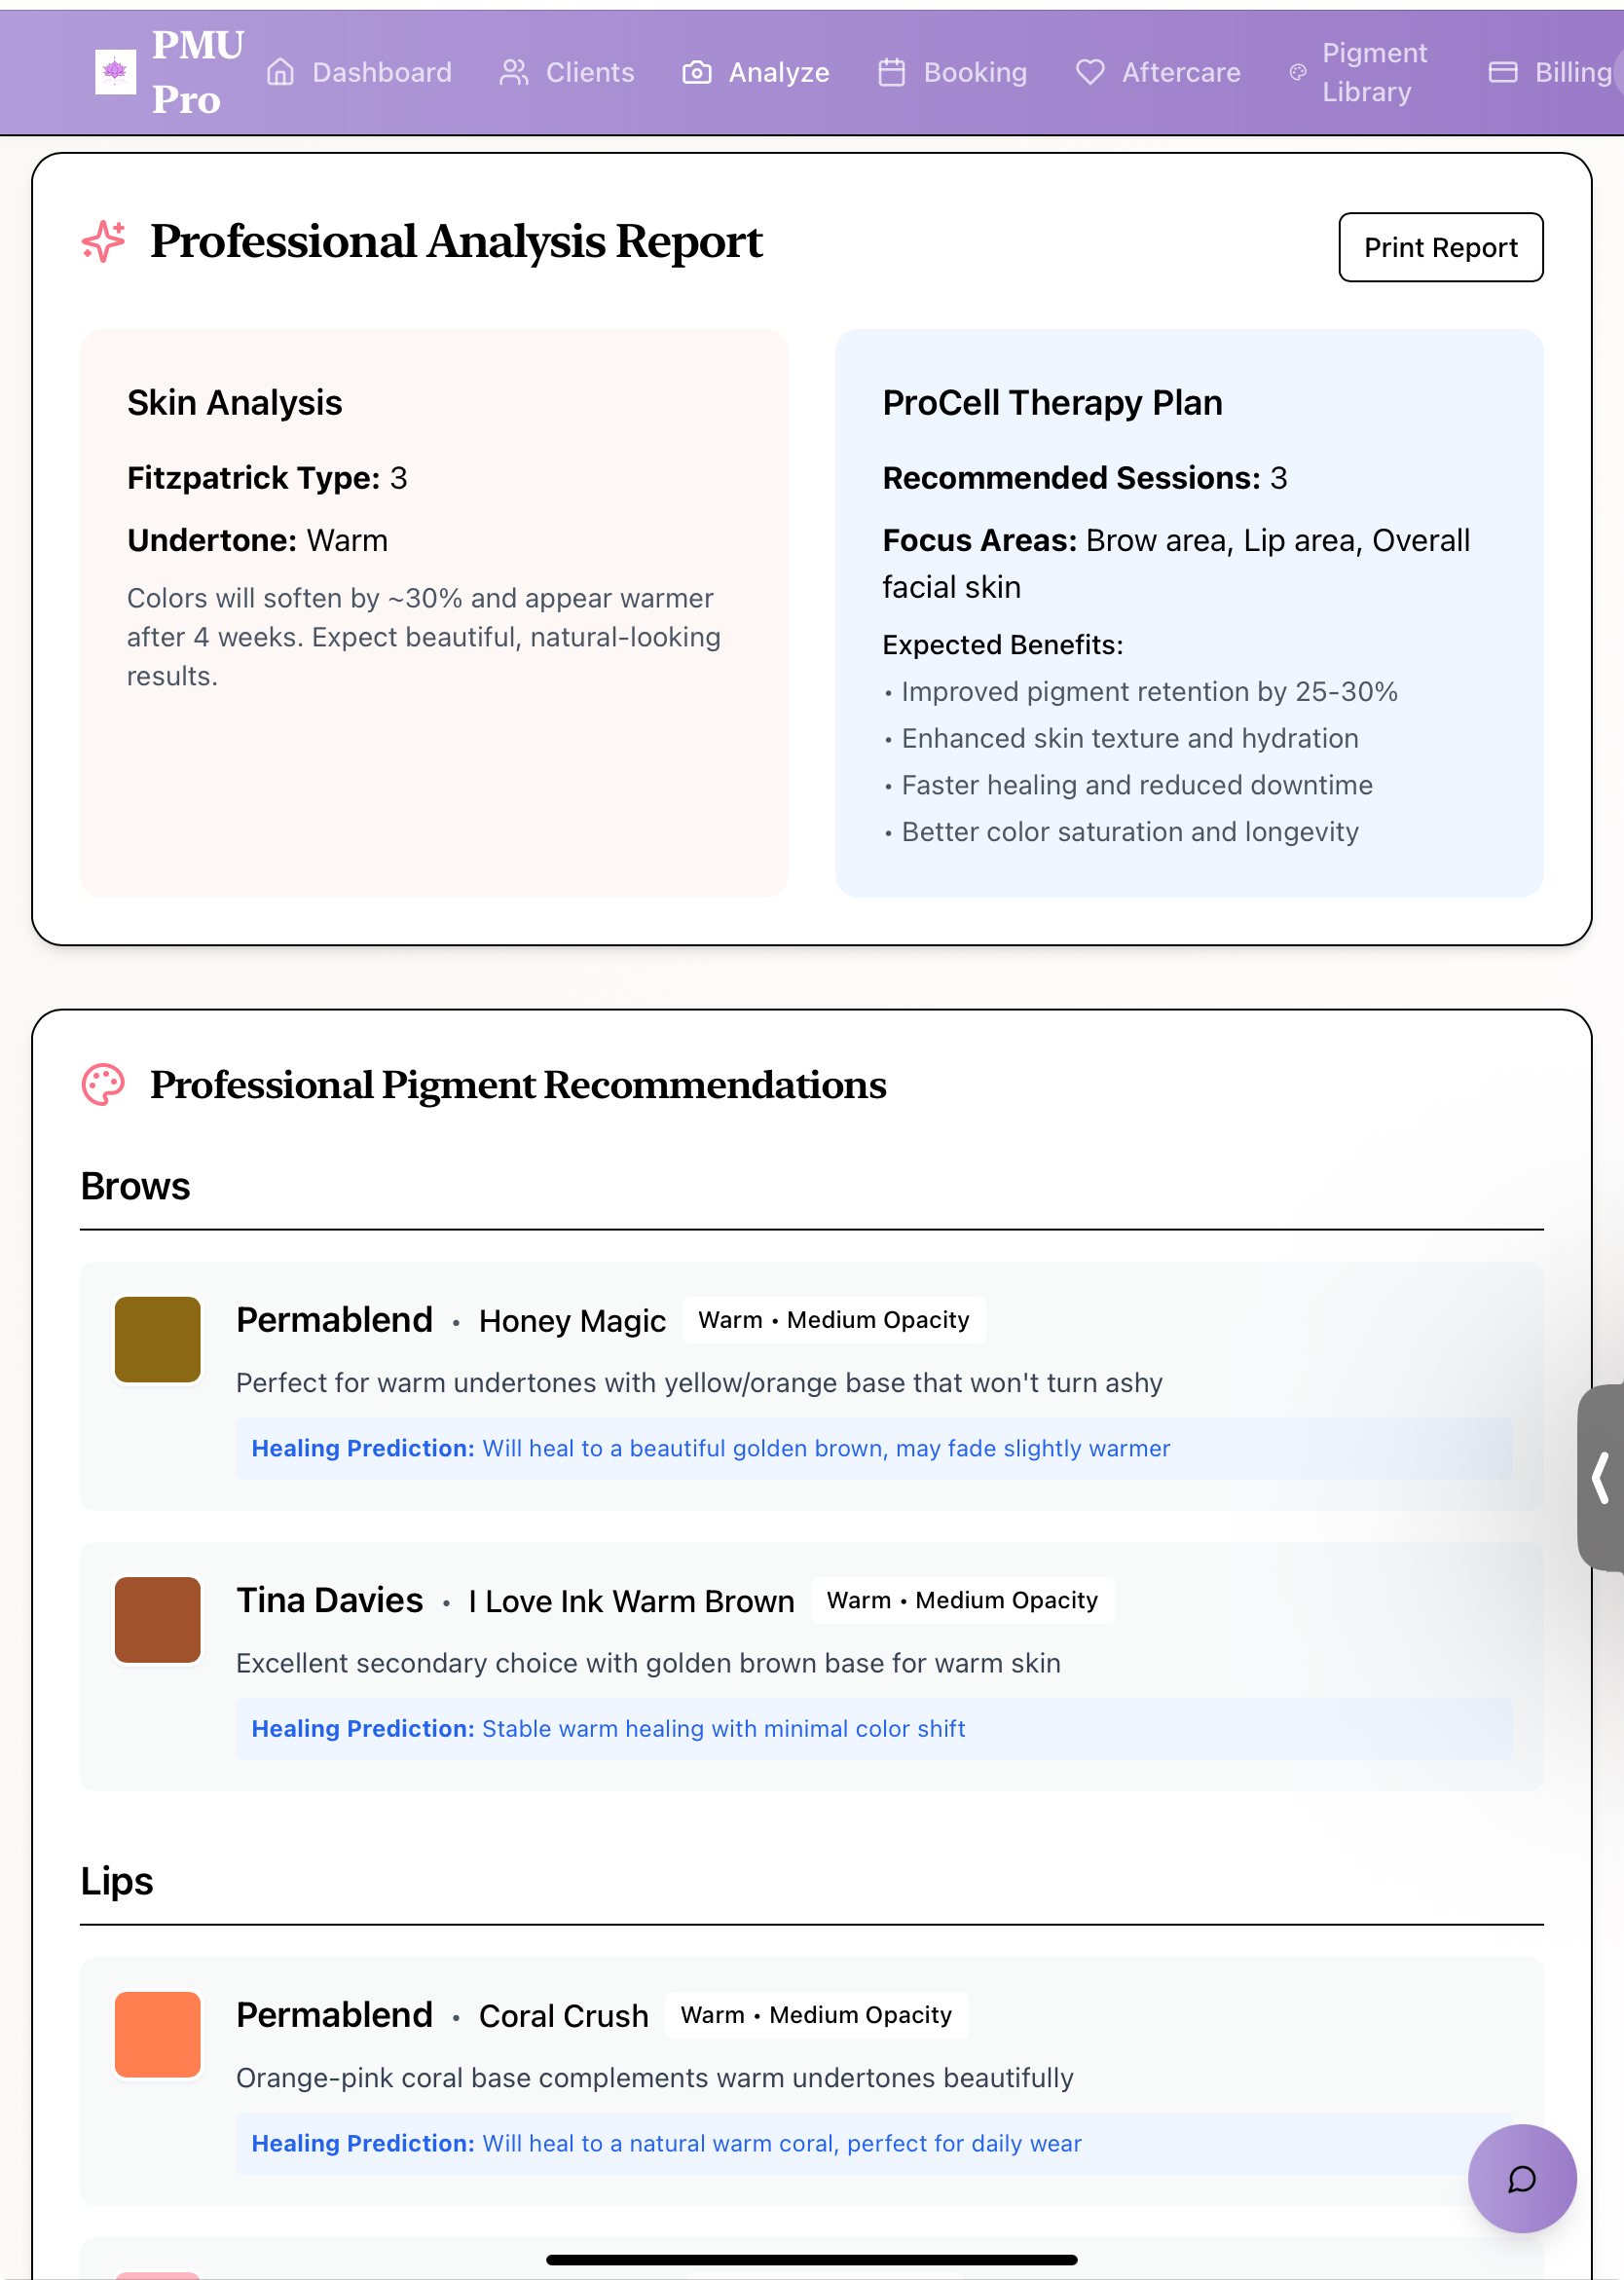 PMU
Pro
Dashboard
Clients
Analyze
Booking
Aftercare
Pigment
Library
Billing
Professional Analysis Report
Print Report
Skin Analysis
Fitzpatrick Type: 3
Undertone: Warm
Colors will soften by ~30% and appear warmer
after 4 weeks. Expect beautiful, natural-looking
results.
ProCell Therapy Plan
Recommended Sessions: 3
Focus Areas: Brow area, Lip area, Overall
facial skin
Expected Benefits:
• Improved pigment retention by 25-30%
• Enhanced skin texture and hydration
• Faster healing and reduced downtime
• Better color saturation and longevity
Professional Pigment Recommendations
Brows
Permablend • Honey Magic Warm • Medium Opacity
Perfect for warm undertones with yellow/orange base that won't turn ashy
Healing Prediction: Will heal to a beautiful golden brown, may fade slightly warmer
Tina Davies • I Love Ink Warm Brown Warm • Medium Opacity
Excellent secondary choice with golden brown base for warm skin
Healing Prediction: Stable warm healing with minimal color shift
Lips
Permablend • Coral Crush Warm • Medium Opacity
Orange-pink coral base complements warm undertones beautifully
Healing Prediction: Will heal to a natural warm coral, perfect for daily wear